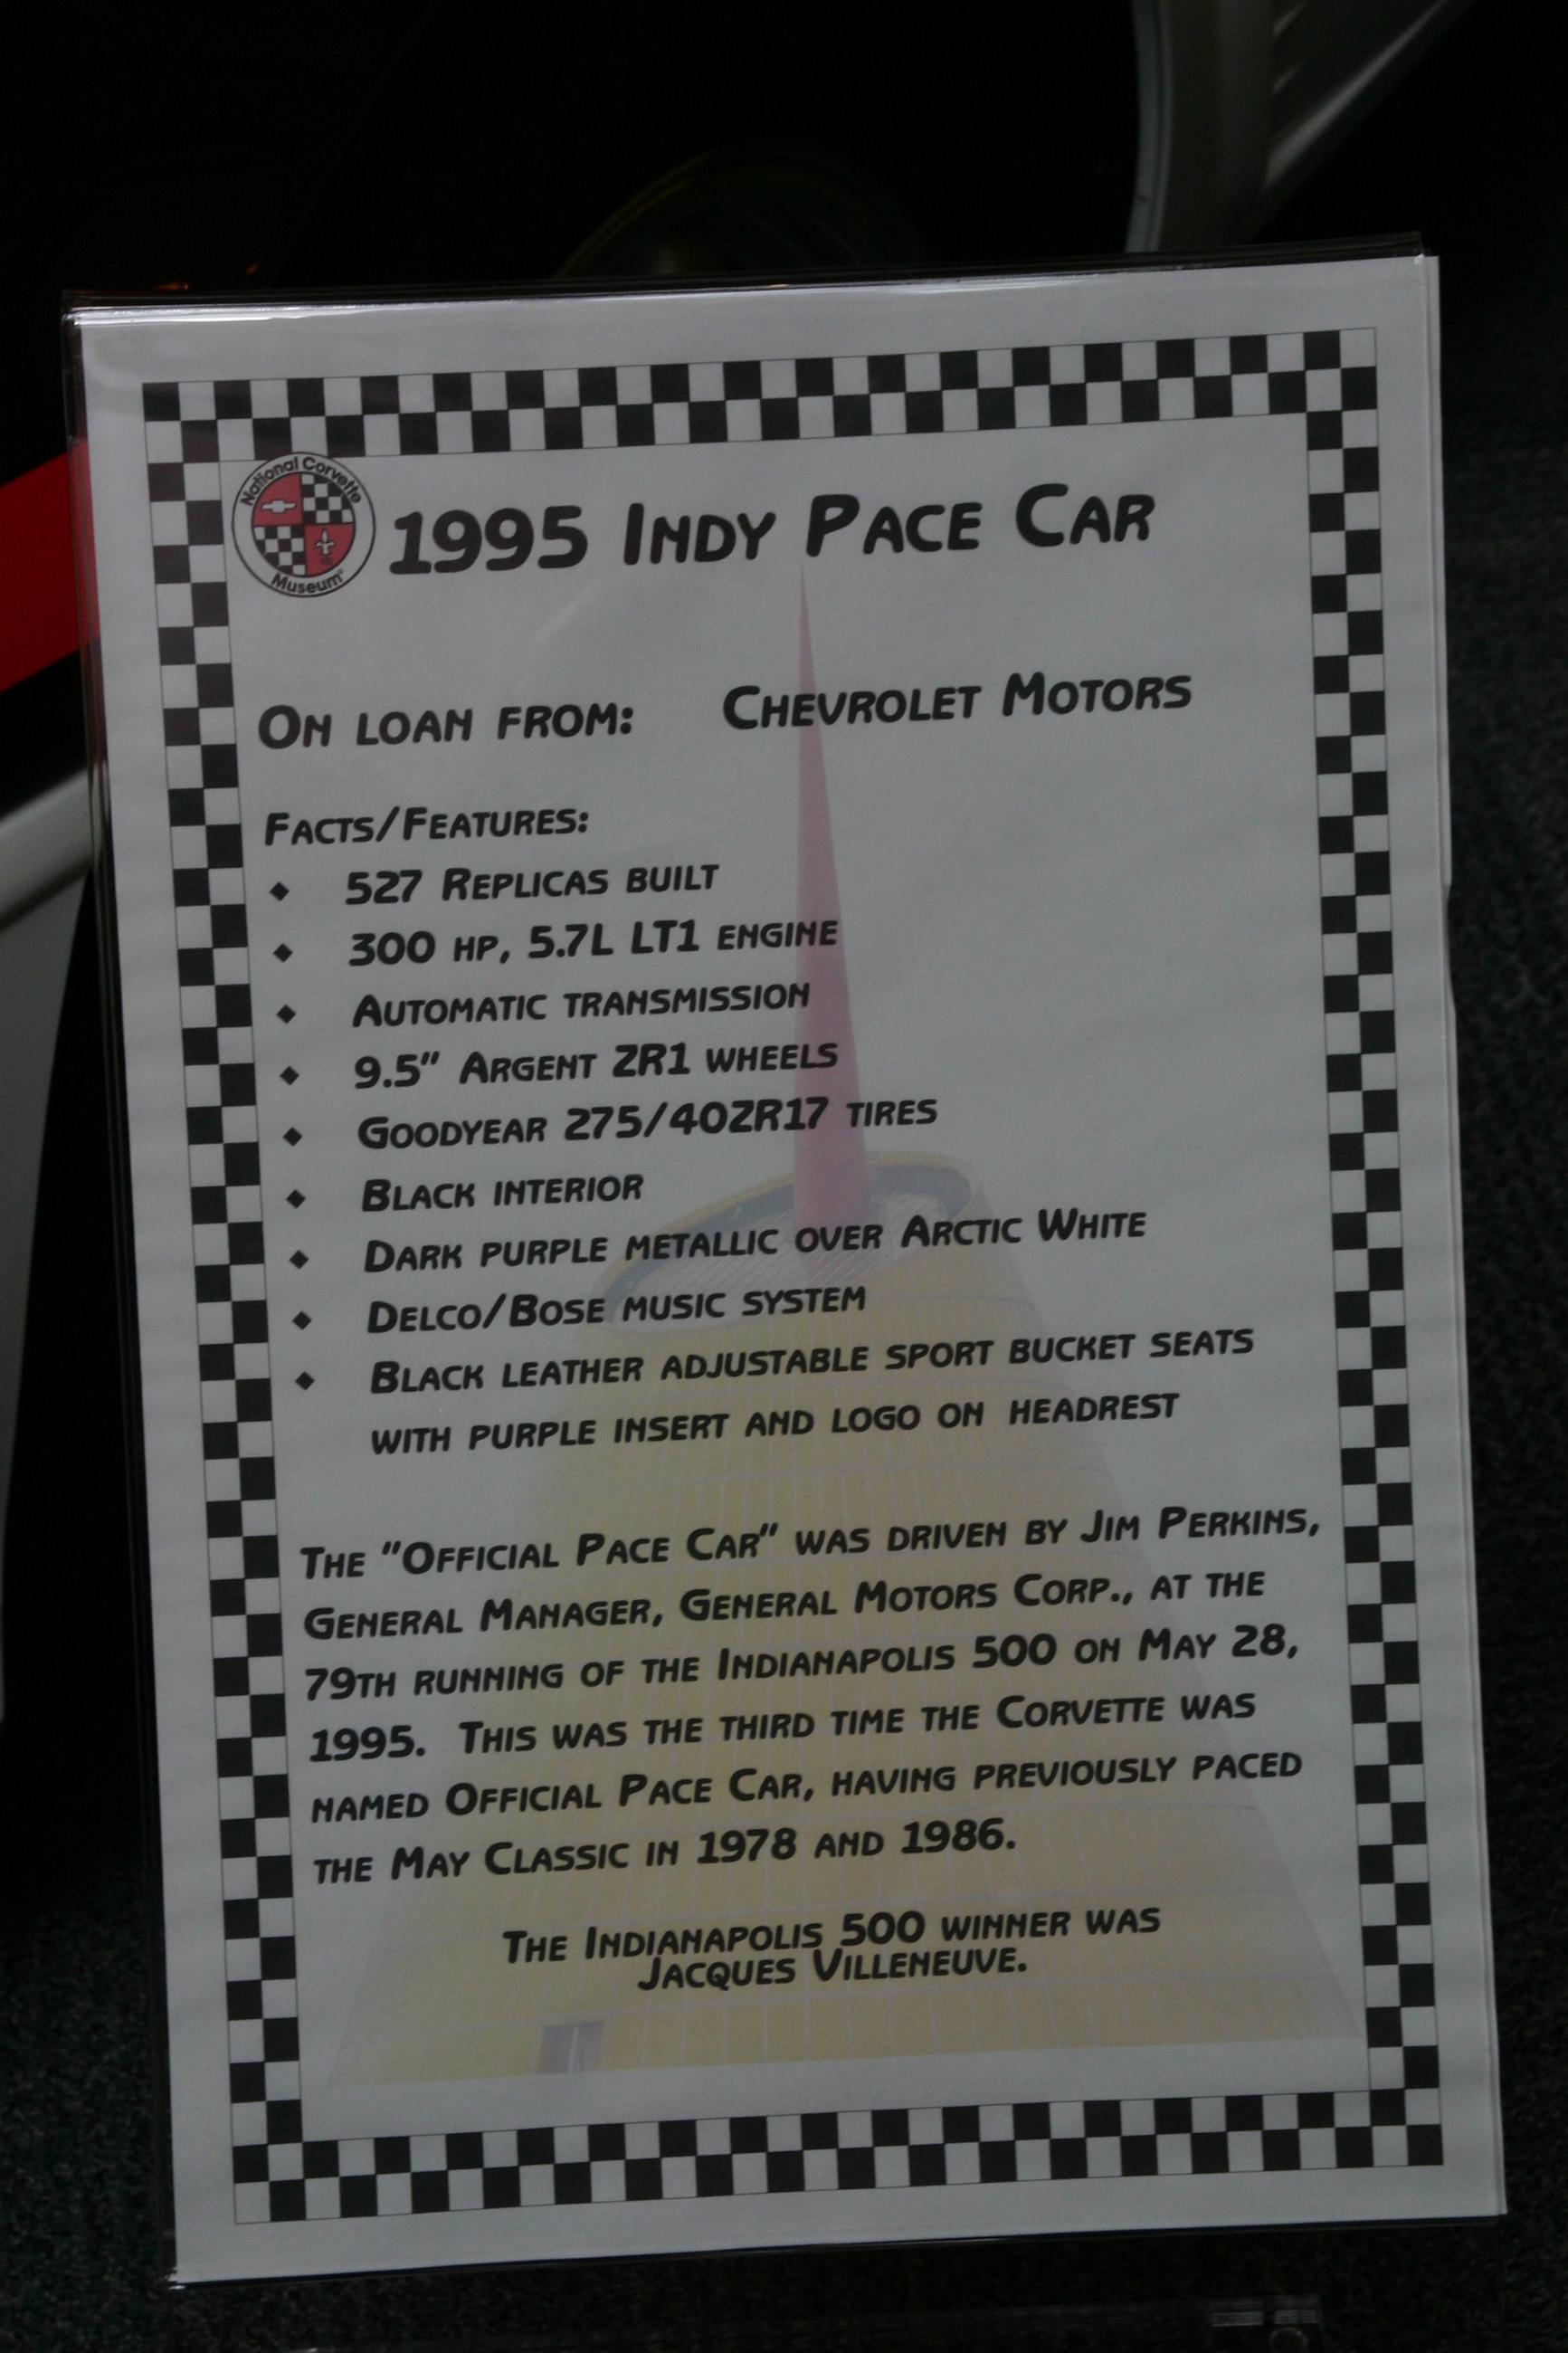 National Corvette
Museum
1995 Indy Pace Car
On loan from: Chevrolet Motors
Facts/Features:
◆ 527 Replicas built
◆ 300 hp, 5.7L LT1 engine
◆ Automatic transmission
◆ 9.5" Argent ZR1 wheels
◆ Goodyear 275/40ZR17 tires
◆ Black interior
◆ Dark purple metallic over Arctic White
◆ Delco/Bose music system
◆ Black leather adjustable sport bucket seats
with purple insert and logo on headrest
The "Official Pace Car" was driven by Jim Perkins,
General Manager, General Motors Corp., at the
79th running of the Indianapolis 500 on May 28,
1995. This was the third time the Corvette was
named Official Pace Car, having previously paced
the May Classic in 1978 and 1986.
The Indianapolis 500 winner was
Jacques Villeneuve.